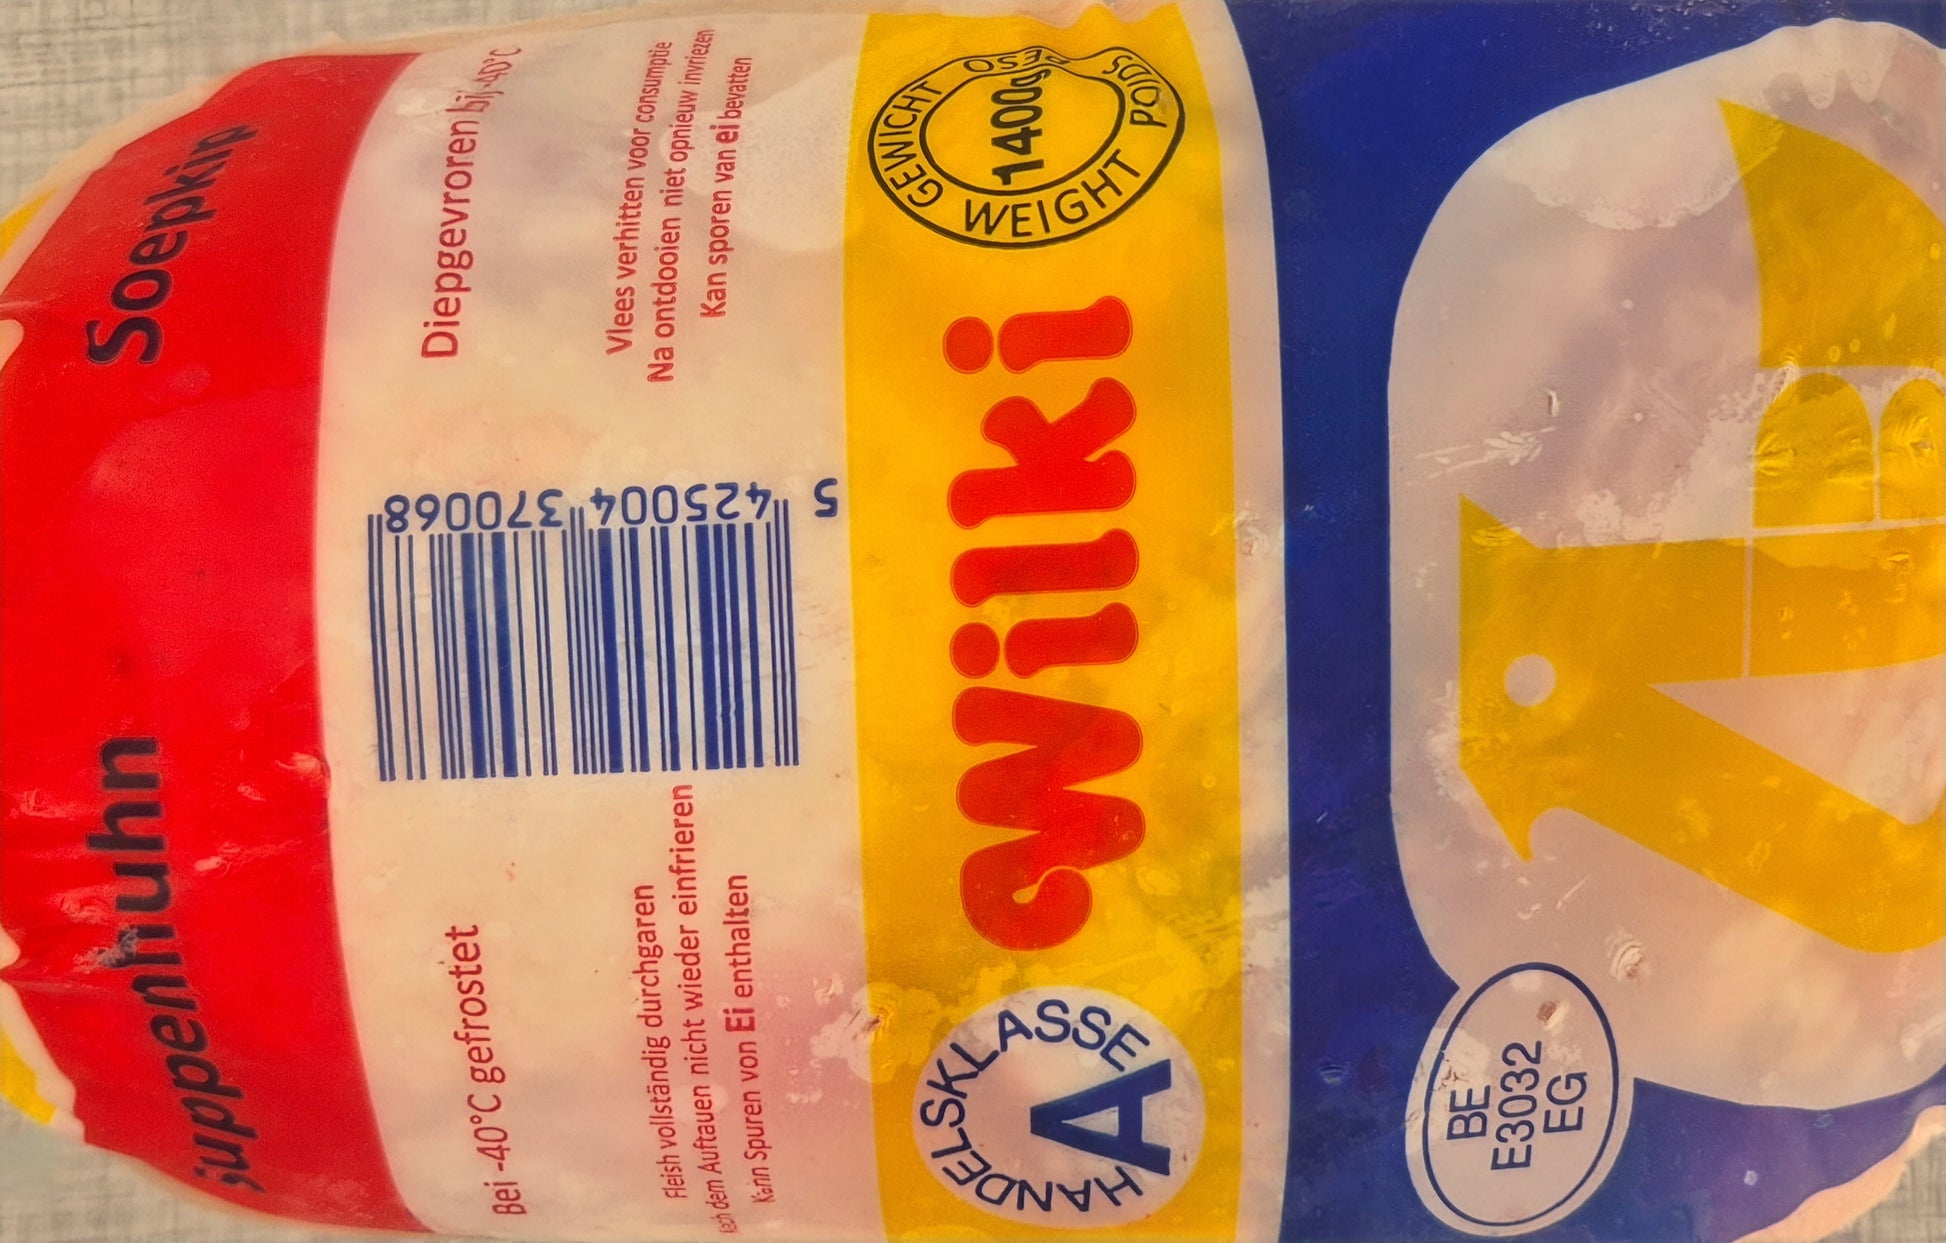 Suppenhuhn
Soepkip
Bei -40°C gefrostet
Diepgevroren bij -40°C
Fleish vollständig durchgaren
Nach dem Auftauen nicht wieder einfrieren
Kann Spuren von Ei enthalten
Vlees verhitten voor consumptie
Na ontdooien niet opnieuw invriezen
Kan sporen van ei bevatten
5 425004 370068
HANDELSKLASSE
A
wilki
GEWICHT PESO POIDS WEIGHT
1400g
BE
E3032
EG